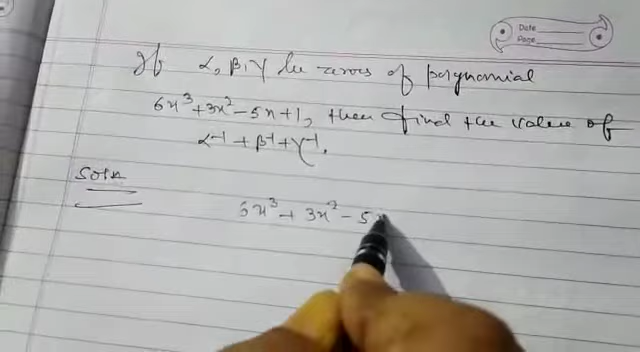 Date
Page
If α, β, γ be zeroes of polynomial
6x³+3x²-5x+1, then find the value of
α⁻¹+β⁻¹+γ⁻¹.
Soln
6x³+3x²-5